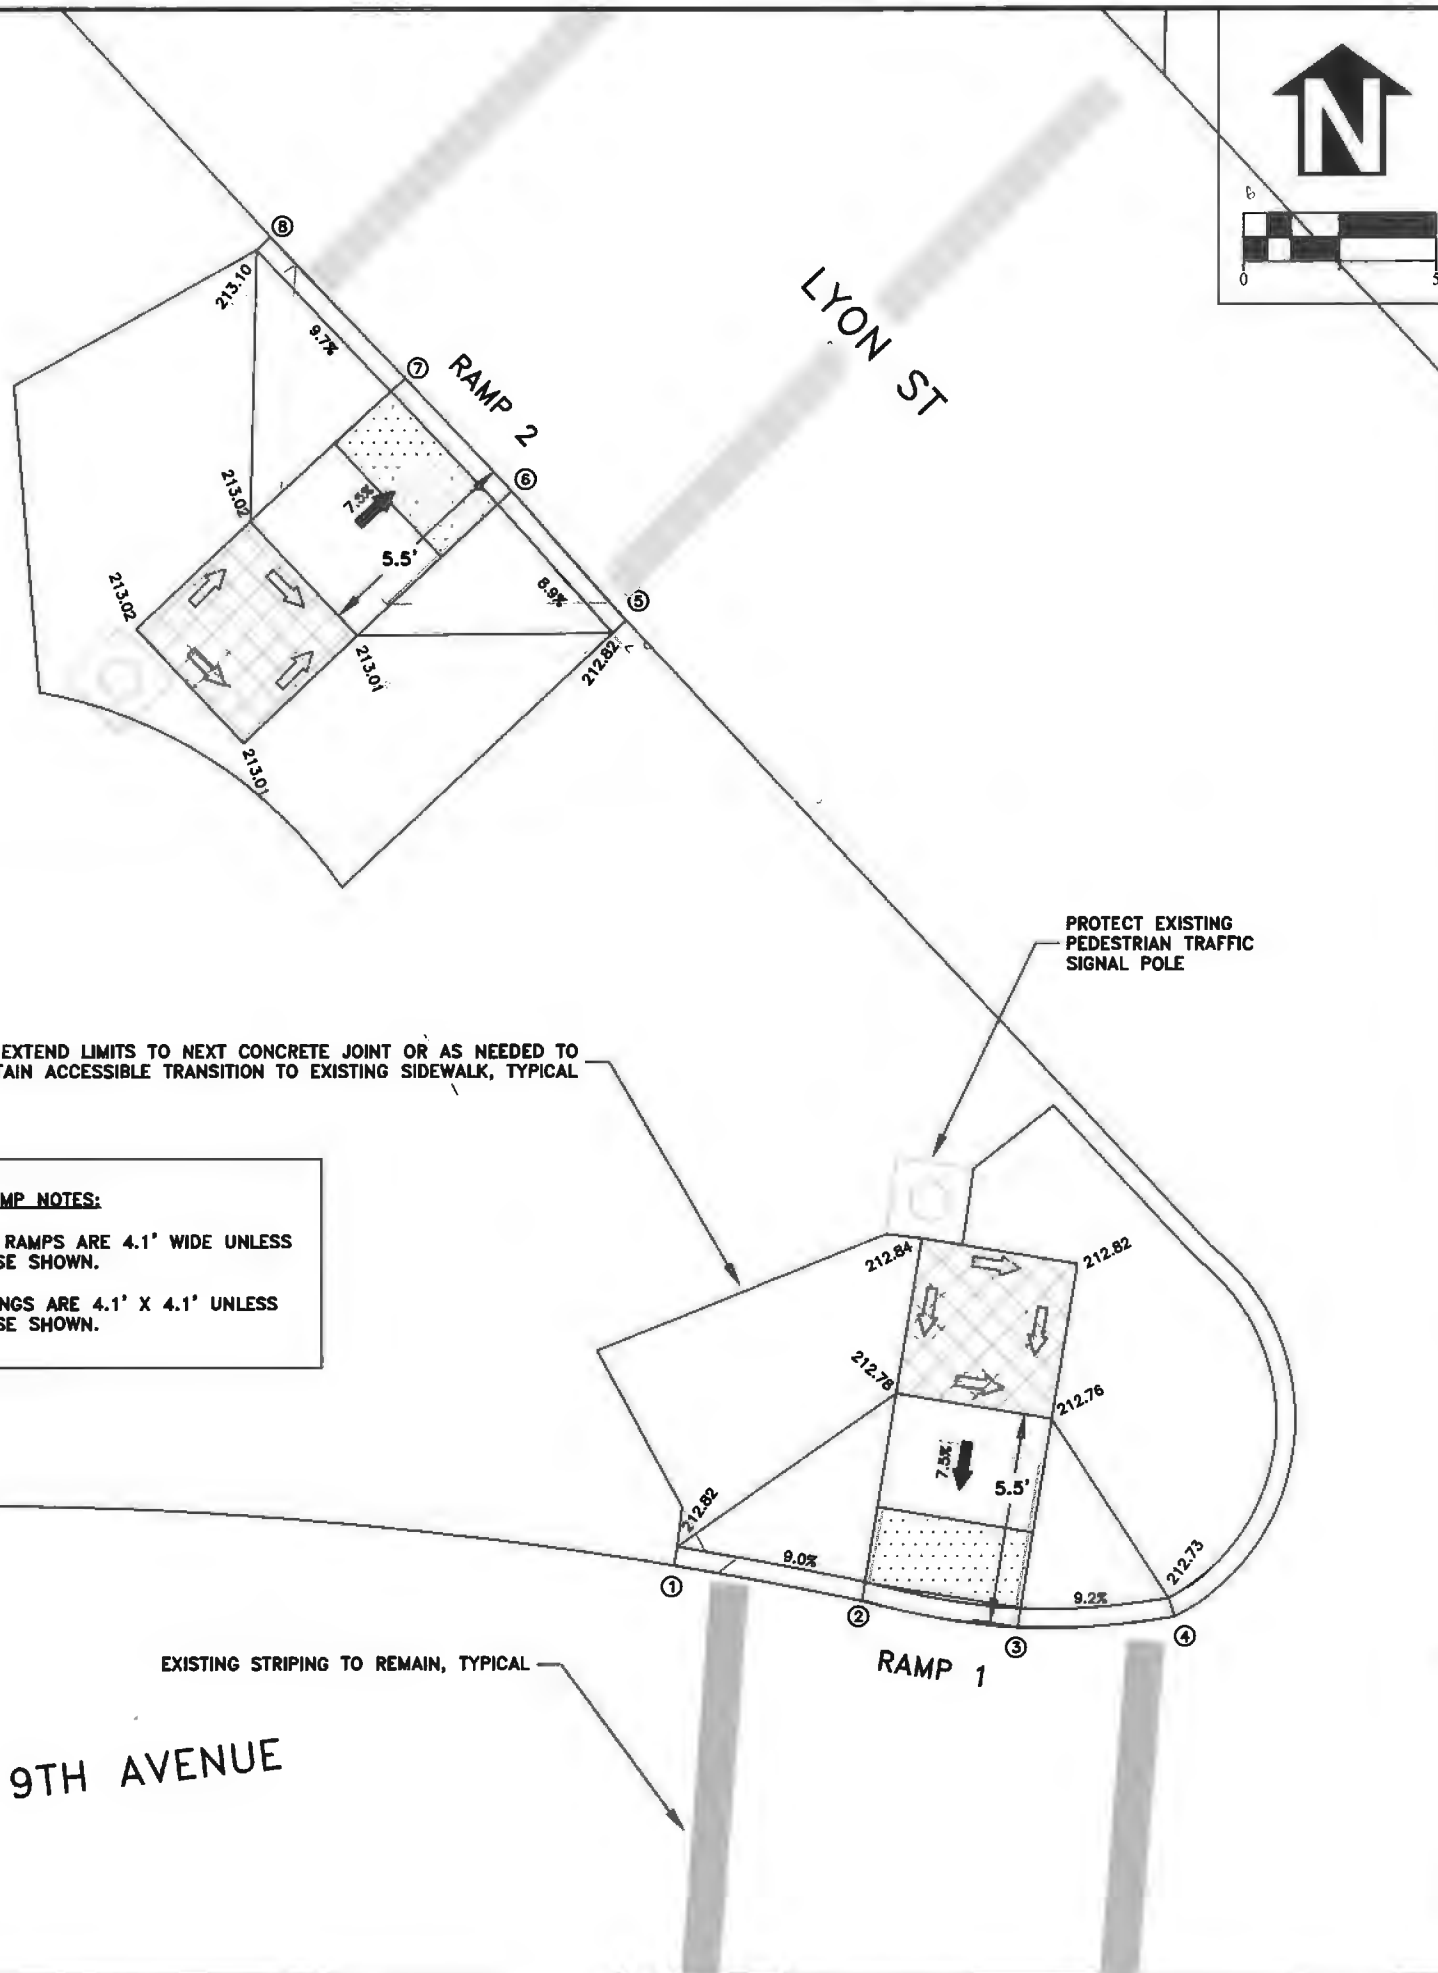 N
6
0
5
8
213.10
9.7%
7
RAMP 2
LYON ST
6
213.02
7.5%
5.5'
8.9%
5
213.02
213.01
212.82
213.01
PROTECT EXISTING
PEDESTRIAN TRAFFIC
SIGNAL POLE
EXTEND LIMITS TO NEXT CONCRETE JOINT OR AS NEEDED TO
TAIN ACCESSIBLE TRANSITION TO EXISTING SIDEWALK, TYPICAL
MP NOTES:
RAMPS ARE 4.1' WIDE UNLESS
SE SHOWN.
NGS ARE 4.1' X 4.1' UNLESS
SE SHOWN.
212.84
212.82
212.78
212.76
7.5%
5.5'
212.82
9.0%
212.73
9.2%
1
2
3
4
RAMP 1
EXISTING STRIPING TO REMAIN, TYPICAL
9TH AVENUE